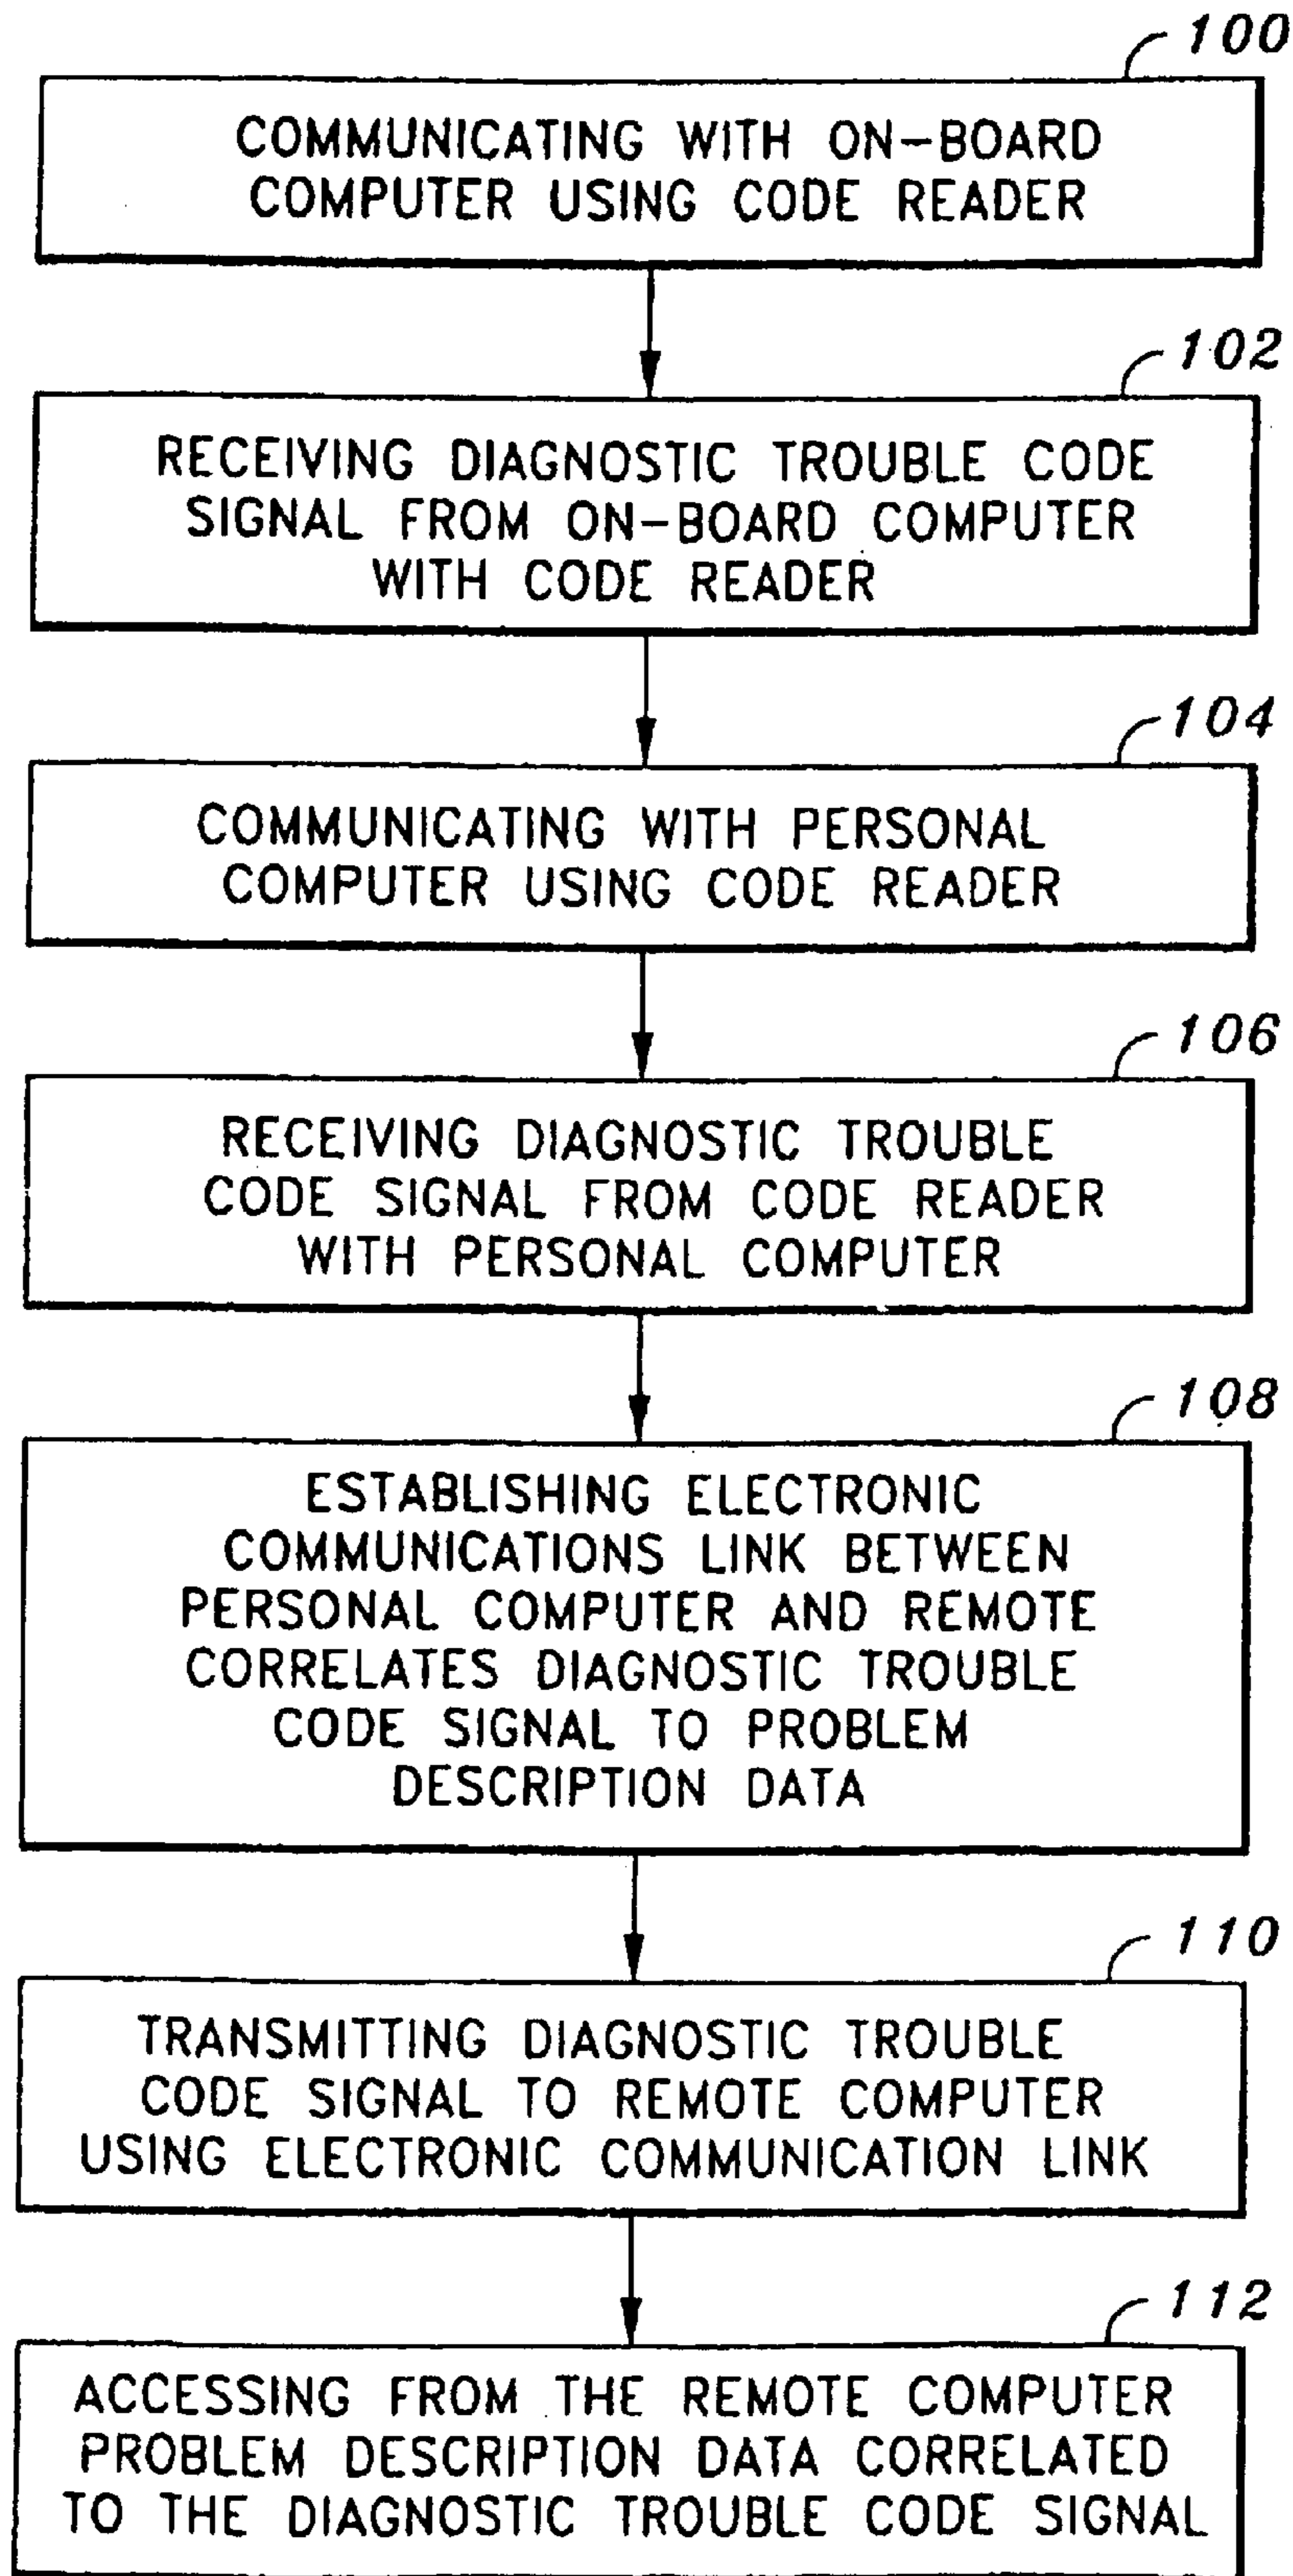 100
COMMUNICATING WITH ON-BOARD
COMPUTER USING CODE READER
102
RECEIVING DIAGNOSTIC TROUBLE CODE
SIGNAL FROM ON-BOARD COMPUTER
WITH CODE READER
104
COMMUNICATING WITH PERSONAL
COMPUTER USING CODE READER
106
RECEIVING DIAGNOSTIC TROUBLE
CODE SIGNAL FROM CODE READER
WITH PERSONAL COMPUTER
108
ESTABLISHING ELECTRONIC
COMMUNICATIONS LINK BETWEEN
PERSONAL COMPUTER AND REMOTE
CORRELATES DIAGNOSTIC TROUBLE
CODE SIGNAL TO PROBLEM
DESCRIPTION DATA
110
TRANSMITTING DIAGNOSTIC TROUBLE
CODE SIGNAL TO REMOTE COMPUTER
USING ELECTRONIC COMMUNICATION LINK
112
ACCESSING FROM THE REMOTE COMPUTER
PROBLEM DESCRIPTION DATA CORRELATED
TO THE DIAGNOSTIC TROUBLE CODE SIGNAL